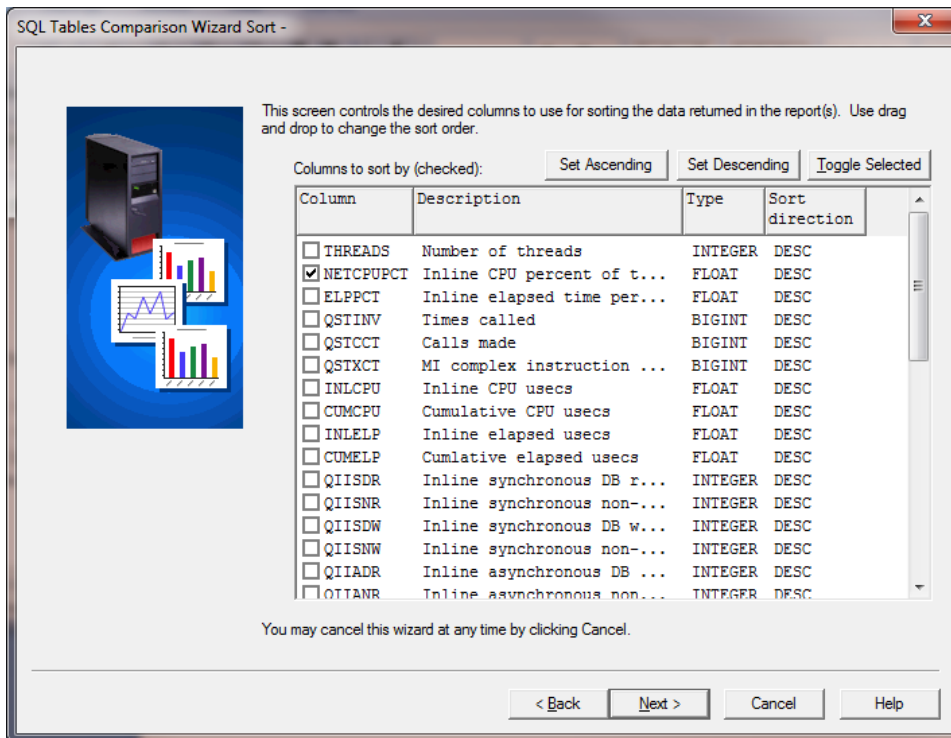 SQL Tables Comparison Wizard Sort -
This screen controls the desired columns to use for sorting the data returned in the report(s). Use drag
and drop to change the sort order.
Columns to sort by (checked): Set Ascending Set Descending Toggle Selected
Column Description Type Sort
direction
THREADS Number of threads INTEGER DESC
NETCPUPCT Inline CPU percent of t... FLOAT DESC
ELPPCT Inline elapsed time per... FLOAT DESC
QSTINV Times called BIGINT DESC
QSTCCT Calls made BIGINT DESC
QSTXCT MI complex instruction ... BIGINT DESC
INLCPU Inline CPU usecs FLOAT DESC
CUMCPU Cumulative CPU usecs FLOAT DESC
INLELP Inline elapsed usecs FLOAT DESC
CUMELP Cumlative elapsed usecs FLOAT DESC
QIISDR Inline synchronous DB r... INTEGER DESC
QIISNR Inline synchronous non-... INTEGER DESC
QIISDW Inline synchronous DB w... INTEGER DESC
QIISNW Inline synchronous non-... INTEGER DESC
QIIADR Inline asynchronous DB ... INTEGER DESC
QIIANR Inline asynchronous non... INTEGER DESC
You may cancel this wizard at any time by clicking Cancel.
< Back Next > Cancel Help